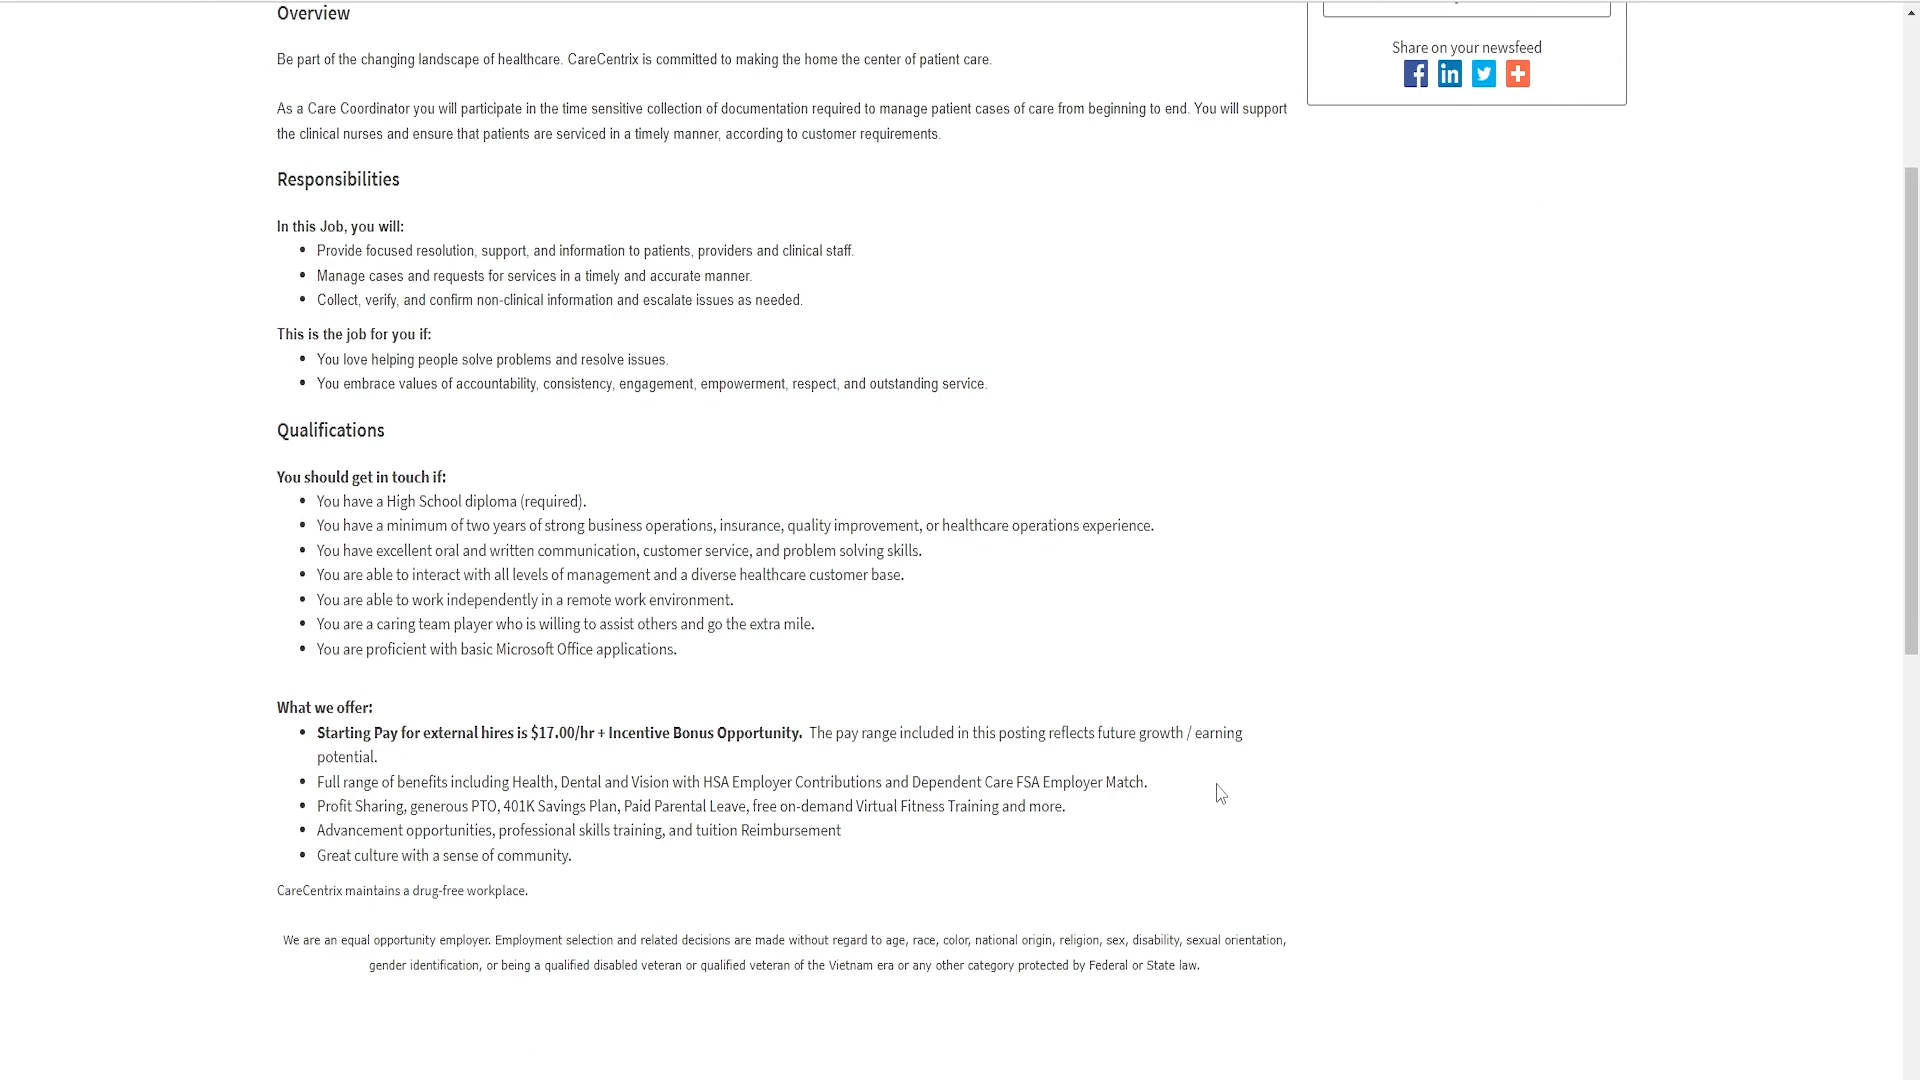 Overview
Share on your newsfeed
Be part of the changing landscape of healthcare. CareCentrix is committed to making the home the center of patient care.
As a Care Coordinator you will participate in the time sensitive collection of documentation required to manage patient cases of care from beginning to end. You will support
the clinical nurses and ensure that patients are serviced in a timely manner, according to customer requirements.
Responsibilities
In this Job, you will:
Provide focused resolution, support, and information to patients, providers and clinical staff.
Manage cases and requests for services in a timely and accurate manner.
Collect, verify, and confirm non-clinical information and escalate issues as needed.
This is the job for you if:
You love helping people solve problems and resolve issues.
You embrace values of accountability, consistency, engagement, empowerment, respect, and outstanding service.
Qualifications
You should get in touch if:
You have a High School diploma (required).
You have a minimum of two years of strong business operations, insurance, quality improvement, or healthcare operations experience.
You have excellent oral and written communication, customer service, and problem solving skills.
You are able to interact with all levels of management and a diverse healthcare customer base.
You are able to work independently in a remote work environment.
You are a caring team player who is willing to assist others and go the extra mile.
You are proficient with basic Microsoft Office applications.
What we offer:
Starting Pay for external hires is $17.00/hr + Incentive Bonus Opportunity. The pay range included in this posting reflects future growth / earning
potential.
Full range of benefits including Health, Dental and Vision with HSA Employer Contributions and Dependent Care FSA Employer Match.
Profit Sharing, generous PTO, 401K Savings Plan, Paid Parental Leave, free on-demand Virtual Fitness Training and more.
Advancement opportunities, professional skills training, and tuition Reimbursement
Great culture with a sense of community.
CareCentrix maintains a drug-free workplace.
We are an equal opportunity employer. Employment selection and related decisions are made without regard to age, race, color, national origin, religion, sex, disability, sexual orientation,
gender identification, or being a qualified disabled veteran or qualified veteran of the Vietnam era or any other category protected by Federal or State law.